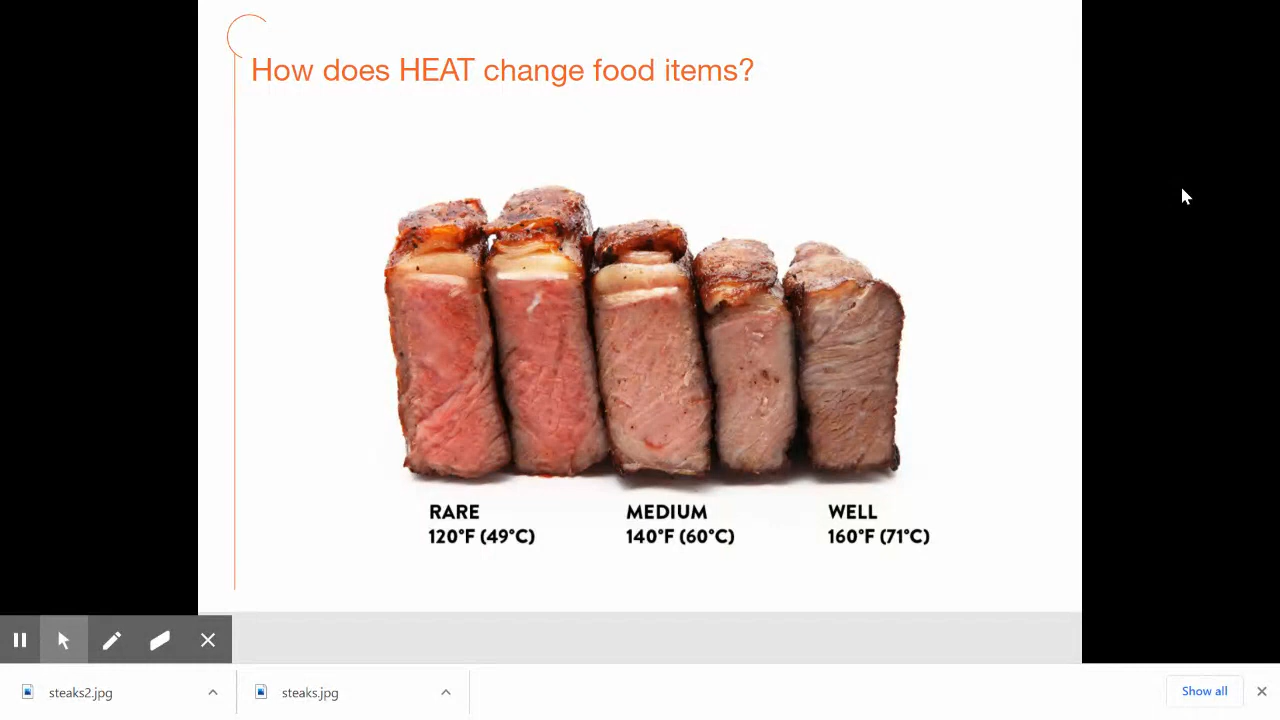 How does HEAT change food items?
RARE
120°F (49°C)
MEDIUM
140°F (60°C)
WELL
160°F (71°C)
steaks2.jpg
steaks.jpg
Show all